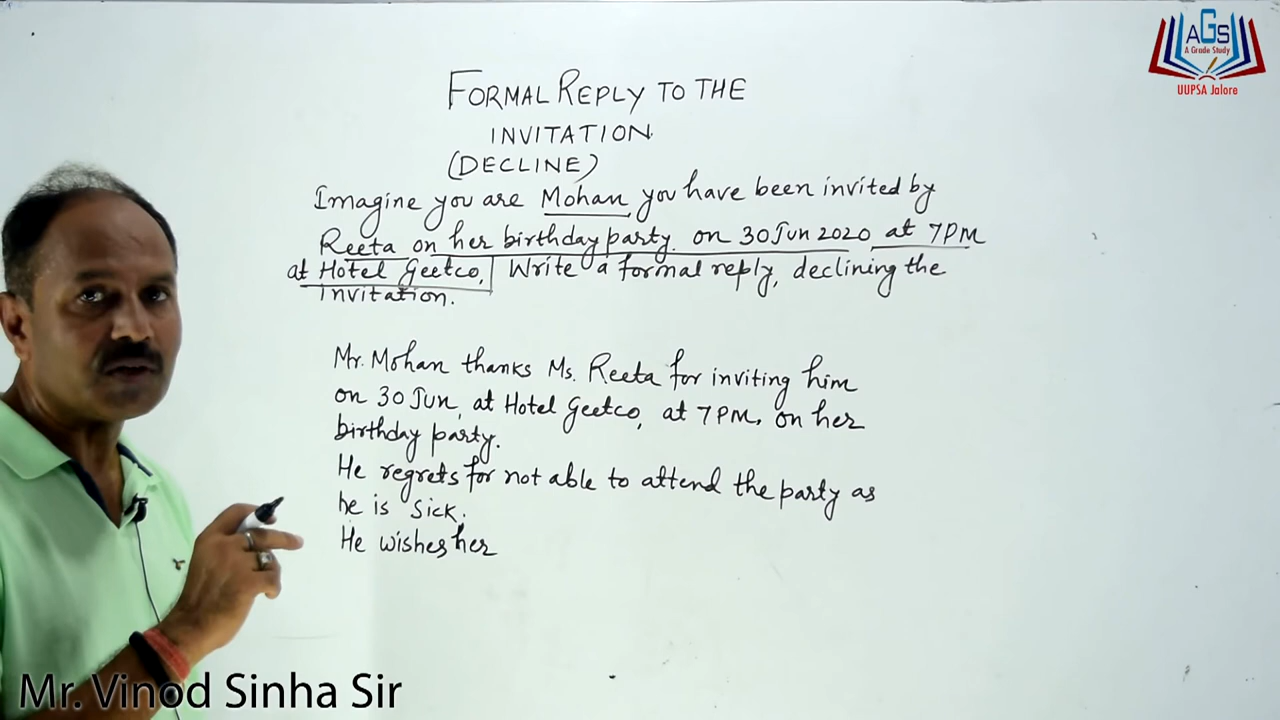 AGS
A Grade Study
UUPSA Jalore
FORMAL REPLY TO THE
INVITATION.
(DECLINE)
Imagine you are Mohan you have been invited by
Reeta on her birthday party. on 30 Jun 2020 at 7PM
at Hotel Geetco, Write a formal reply, declining the
invitation.
Mr. Mohan thanks Ms. Reeta for inviting him
on 30 Jun, at Hotel Geetco, at 7PM, on her
birthday party.
He regrets for not able to attend the party as
he is sick.
He wishes her
Mr. Vinod Sinha Sir